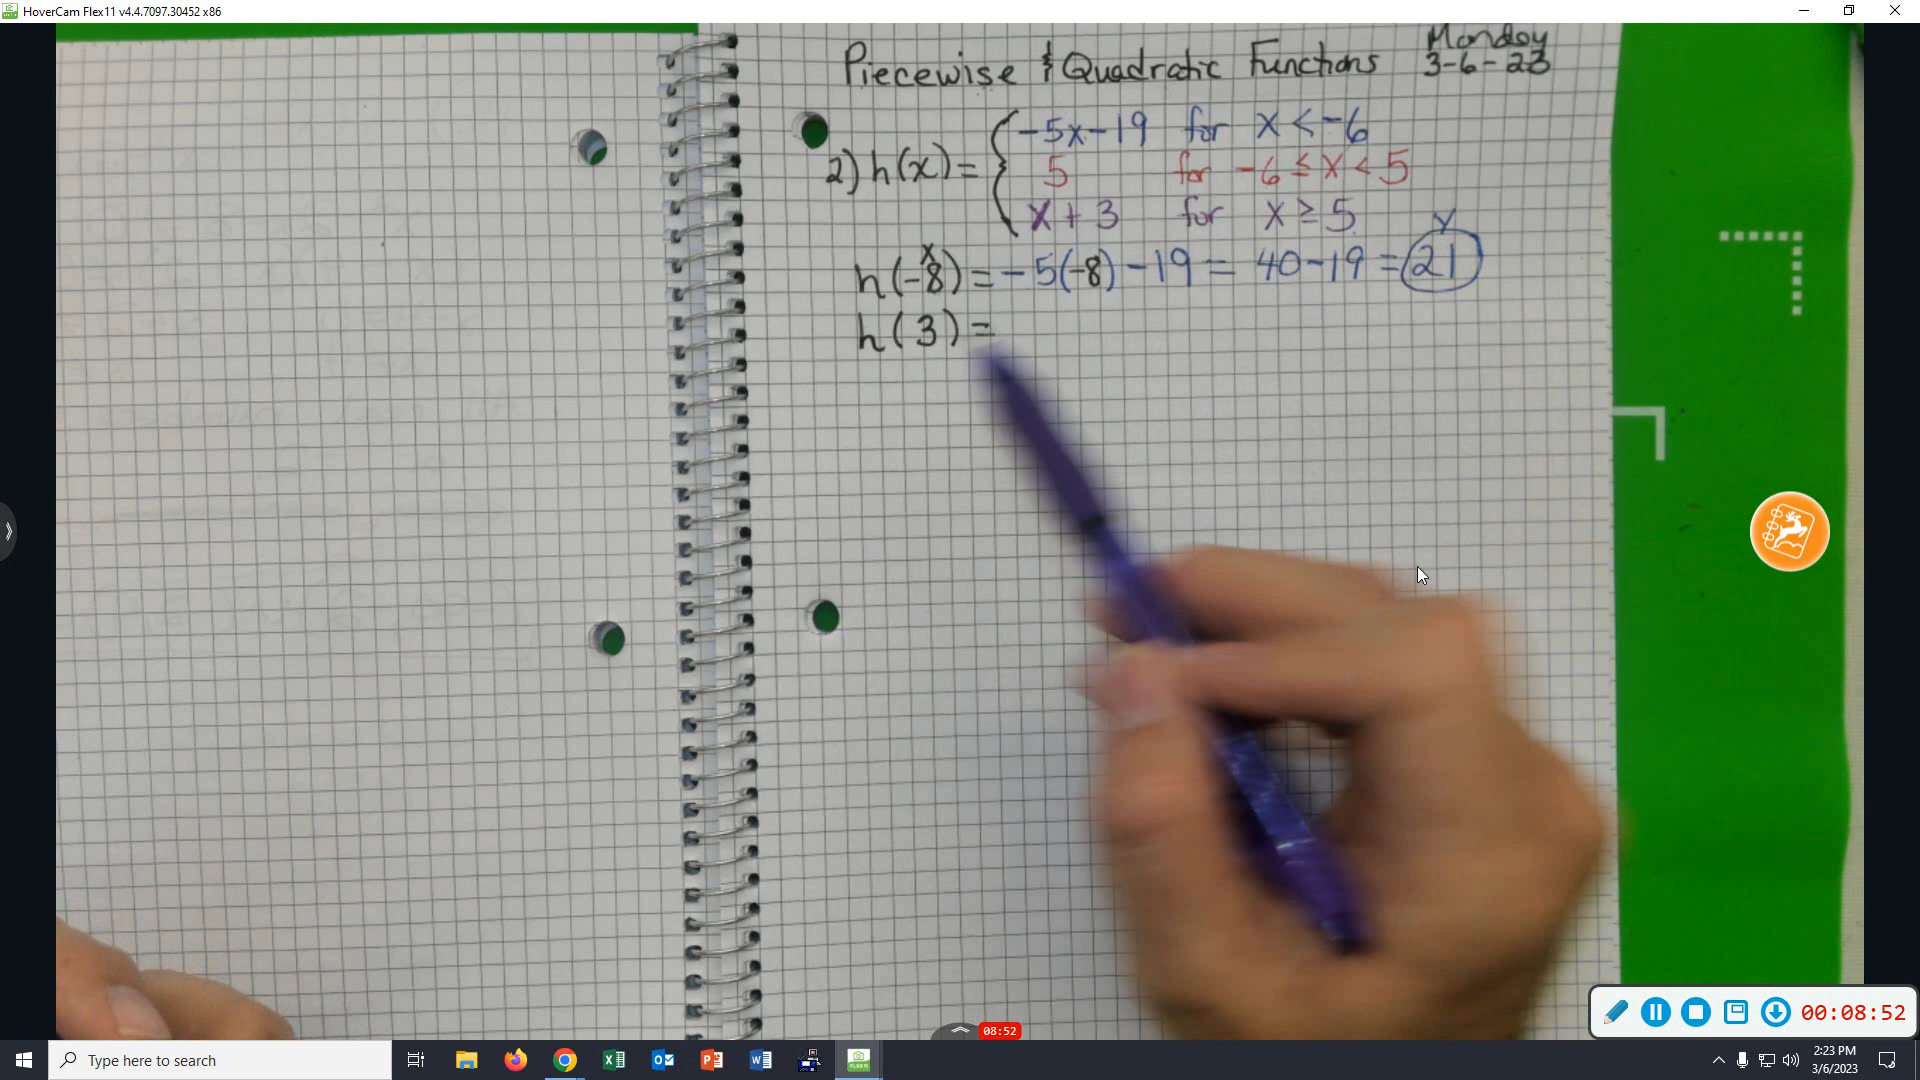 HoverCam Flex11 v4.4.7097.30452 x86
Piecewise & Quadratic Functions
Monday
3-6-23
2) h(x) = { -5x-19 for x < -6
5 for -6 ≤ x < 5
x + 3 for x ≥ 5
x y
h(-8) = -5(-8) -19 = 40-19 = 21
h(3) =
00:08:52
08:52
Type here to search
2:23 PM
3/6/2023